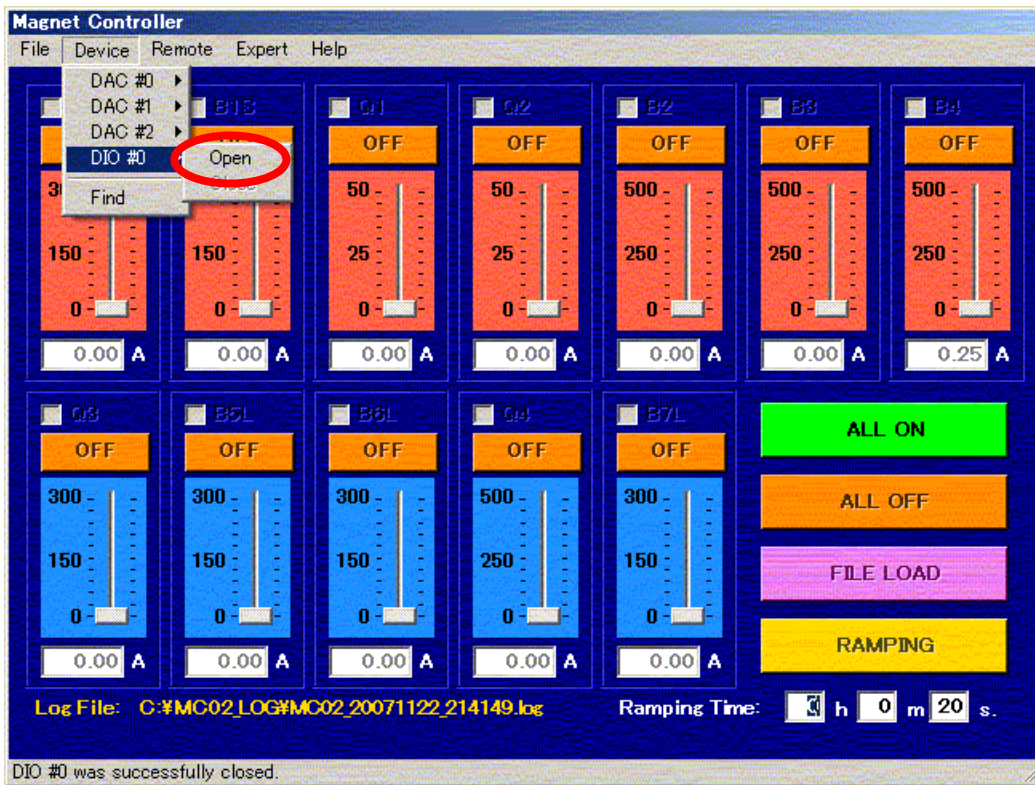 Magnet Controller
File Device Remote Expert Help
DAC #0
DAC #1
DAC #2
DIO #0
Find
Open
Close
B1S
Q1
Q2
B2
B3
B4
OFF OFF OFF OFF OFF
150 0
150 0
50 25 0
50 25 0
500 250 0
500 250 0
500 250 0
0.00 A 0.00 A 0.00 A 0.00 A 0.00 A 0.00 A 0.25 A
Q3 B5L B6L Q4 B7L
OFF OFF OFF OFF OFF
300 150 0
300 150 0
300 150 0
500 250 0
300 150 0
0.00 A 0.00 A 0.00 A 0.00 A 0.00 A
ALL ON
ALL OFF
FILE LOAD
RAMPING
Log File: C:¥MC02_LOG¥MC02_20071122_214149.log
Ramping Time: 0 h 0 m 20 s.
DIO #0 was successfully closed.